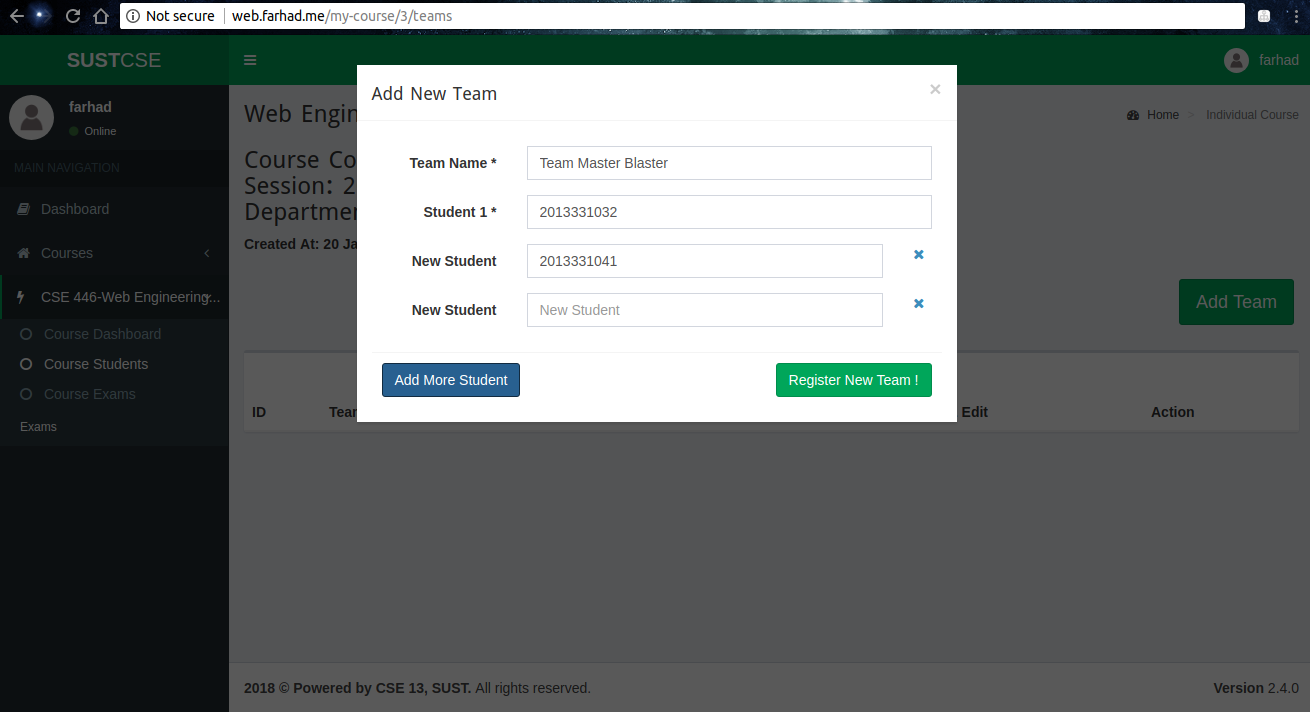 Not secure web.farhad.me/my-course/3/teams
SUSTCSE
farhad
farhad
Online
MAIN NAVIGATION
Dashboard
Courses
CSE 446-Web Engineering...
Course Dashboard
Course Students
Course Exams
Exams
Web Engin
Home > Individual Course
Course Co
Session: 2
Departmen
Created At: 20 Ja
Add Team
Add New Team ×
Team Name * Team Master Blaster
Student 1 * 2013331032
New Student 2013331041
New Student New Student
Add More Student Register New Team !
ID Tear Edit Action
2018 © Powered by CSE 13, SUST. All rights reserved. Version 2.4.0